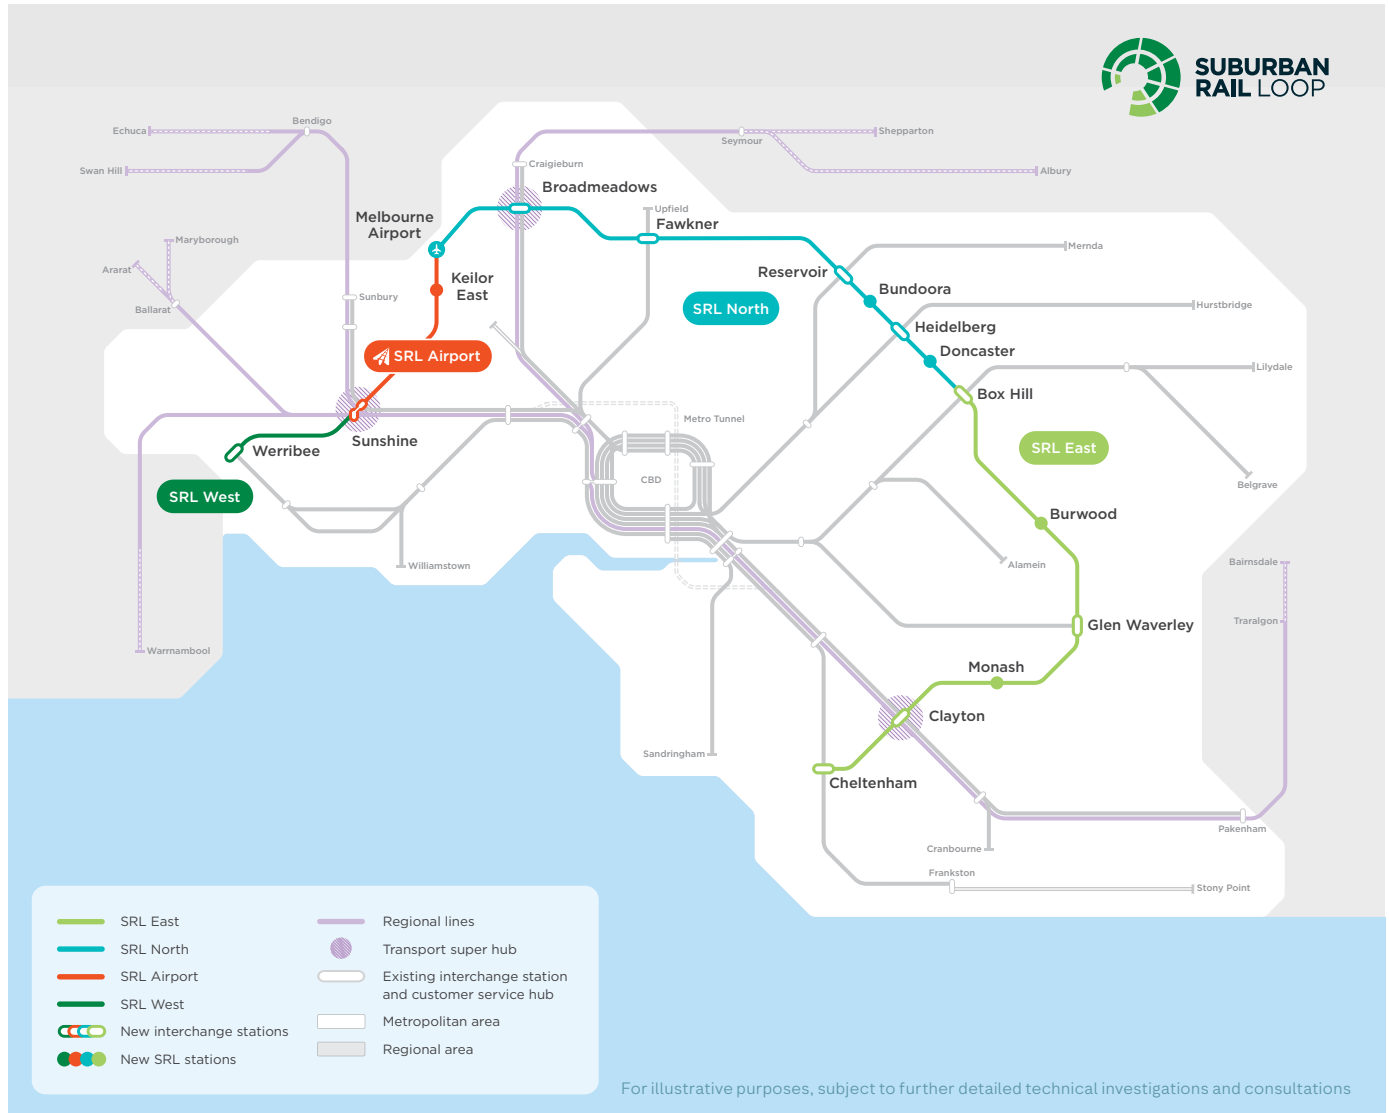 SUBURBAN
RAIL LOOP
Echuca
Bendigo
Swan Hill
Seymour
Shepparton
Albury
Craigieburn
Broadmeadows
Melbourne
Airport
Upfield
Fawkner
Maryborough
Ararat
Ballarat
Sunbury
Keilor
East
Reservoir
Mernda
Bundoora
SRL North
Hurstbridge
Heidelberg
Doncaster
SRL Airport
Lilydale
Box Hill
Metro Tunnel
Sunshine
Werribee
SRL East
CBD
Belgrave
SRL West
Burwood
Williamstown
Alamein
Bairnsdale
Glen Waverley
Traralgon
Warrnambool
Monash
Clayton
Sandringham
Cheltenham
Pakenham
Cranbourne
Frankston
Stony Point
SRL East
SRL North
SRL Airport
SRL West
New interchange stations
New SRL stations
Regional lines
Transport super hub
Existing interchange station
and customer service hub
Metropolitan area
Regional area
For illustrative purposes, subject to further detailed technical investigations and consultations